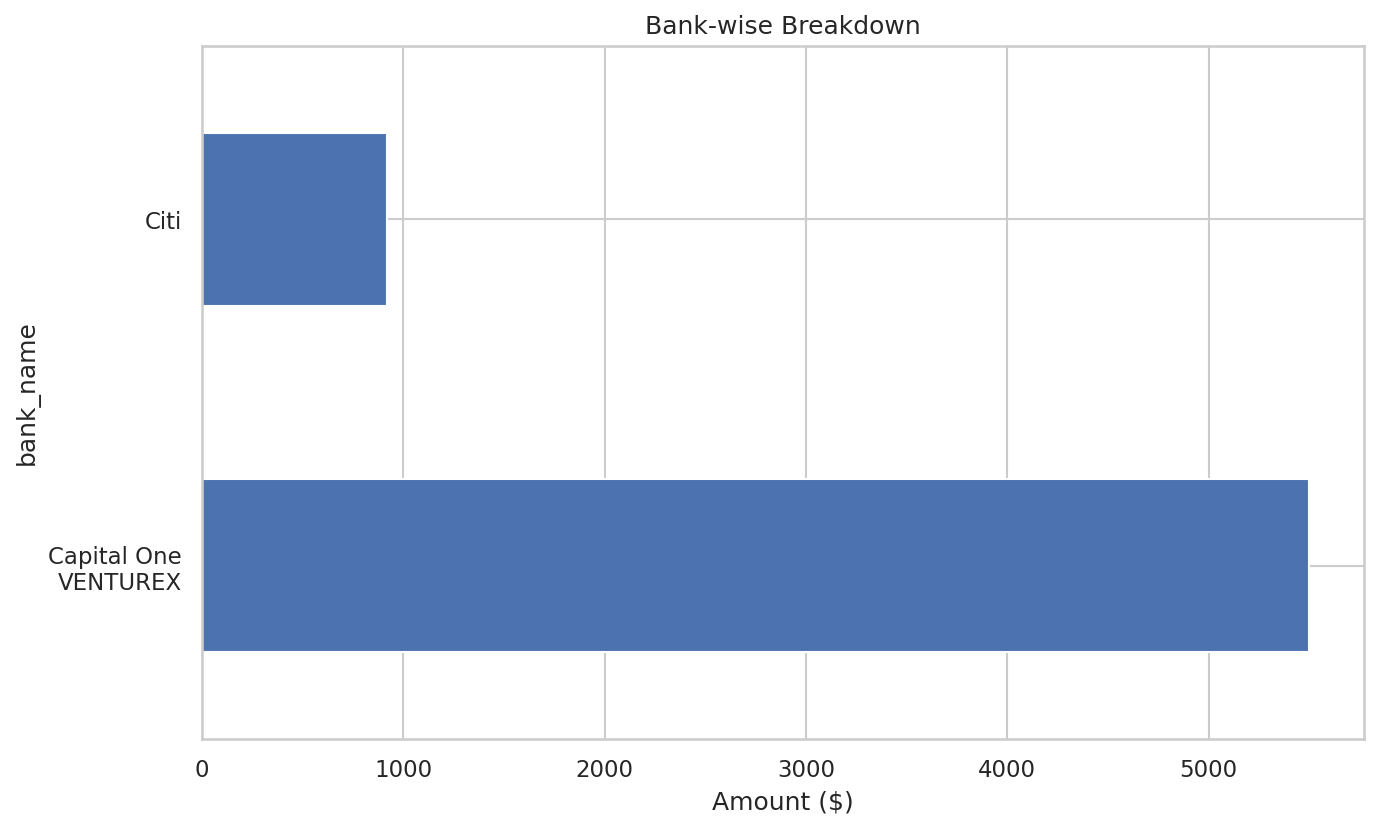 Bank-wise Breakdown
Citi
bank_name
Capital One
VENTUREX
0 1000 2000 3000 4000 5000
Amount ($)